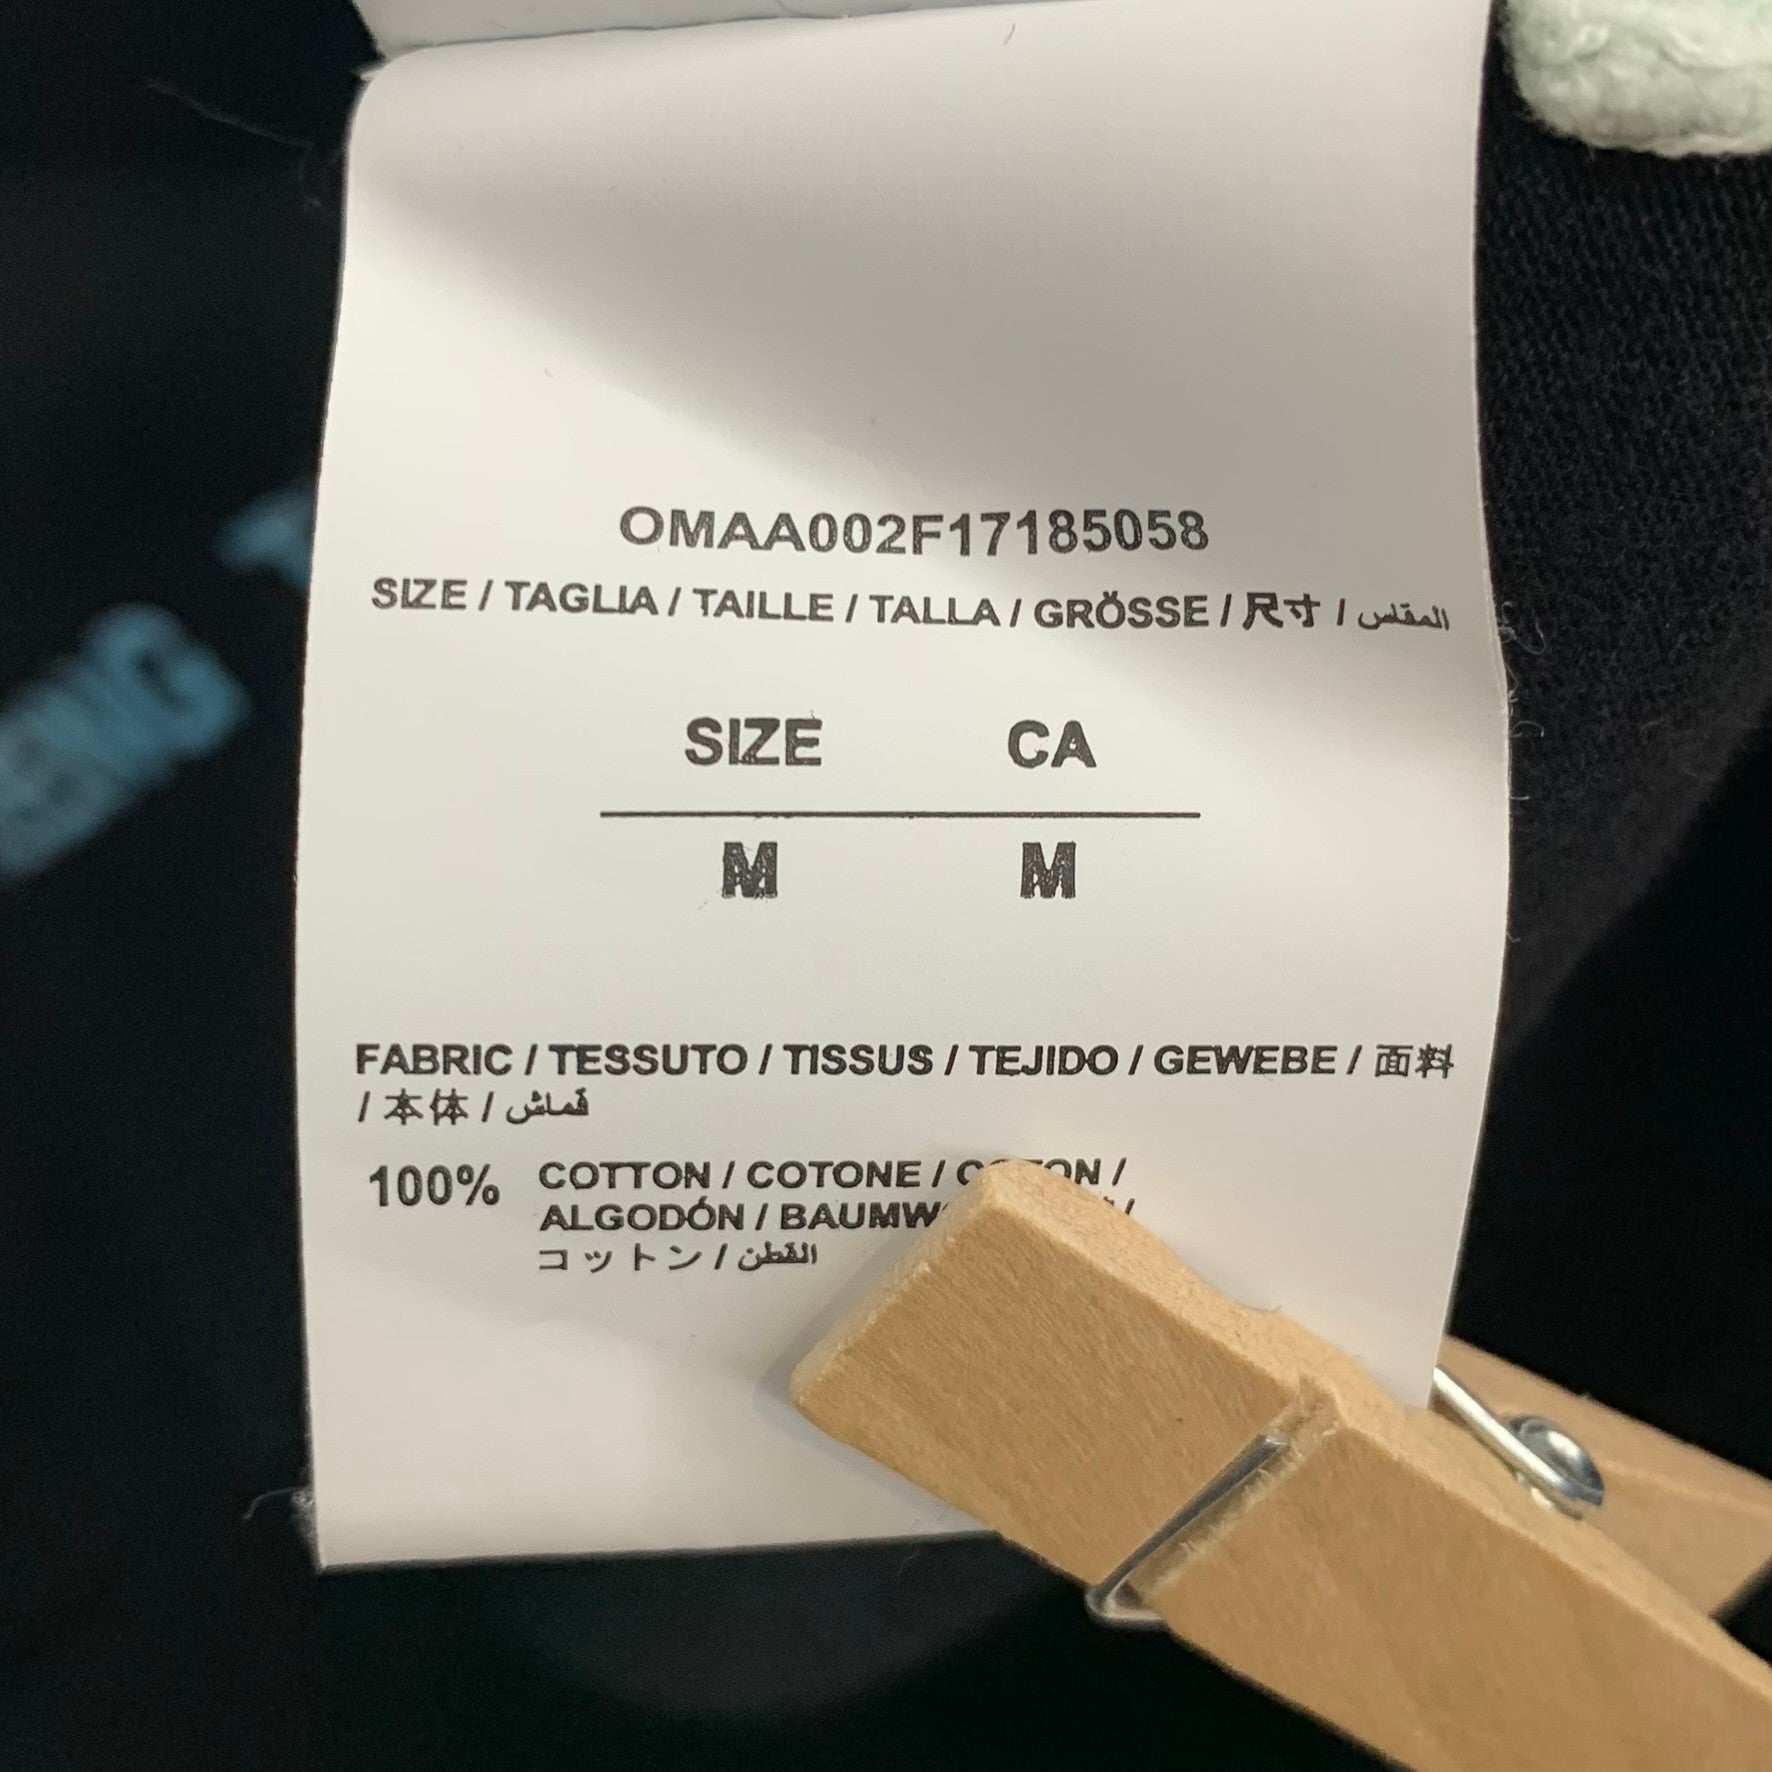 OMAA002F17185058
SIZE / TAGLIA / TAILLE / TALLA / GRÖSSE / 尺寸 / المقاس
SIZE CA
M M
FABRIC / TESSUTO / TISSUS / TEJIDO / GEWEBE / 面料
/ 本体 / قماش
100% COTTON / COTONE / /
ALGODÓN / /
コットン / القطن